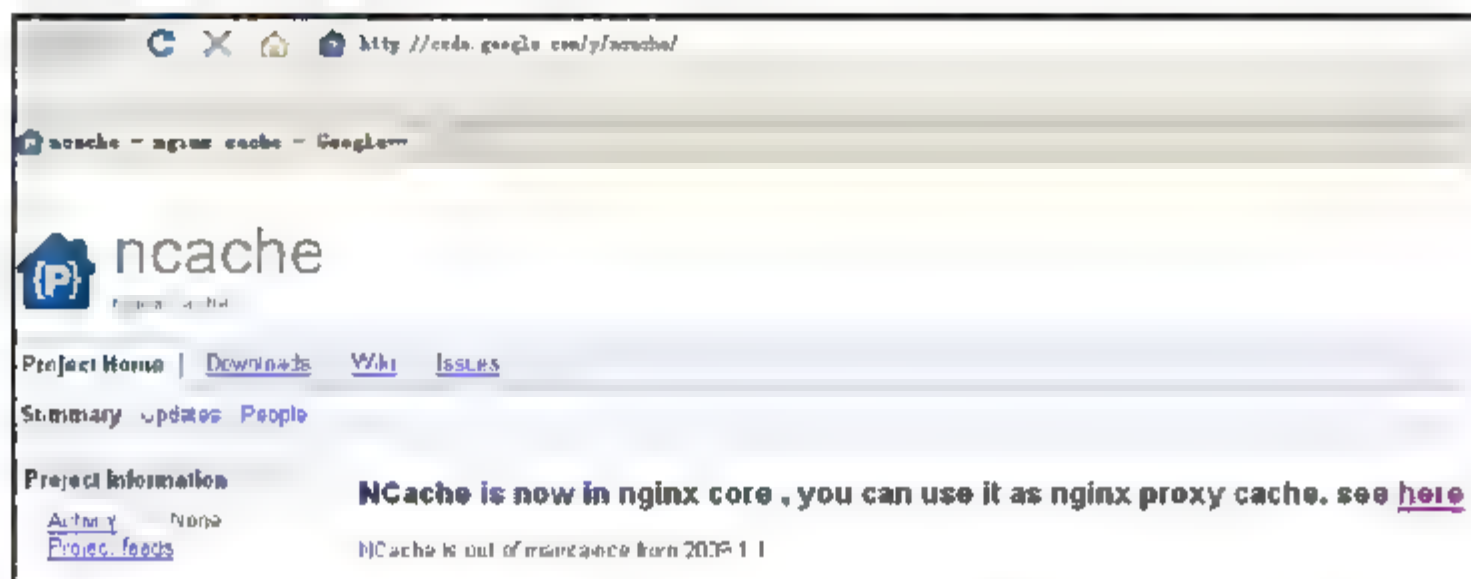 http://code.google.com/p/ncache/
ncache - nginx cache - Google
{P} ncache
Project Home | Downloads Wiki Issues
Summary Updates People
Project Information
NCache is now in nginx core , you can use it as nginx proxy cache. see here
Activity None
Project feeds
NCache is out of from